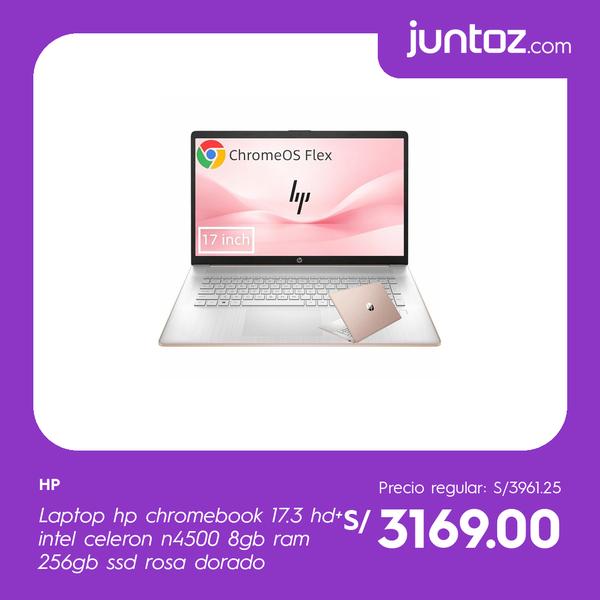 juntoz.com
ChromeOS Flex
hp
17 inch
HP
Laptop hp chromebook 17.3 hd+
intel celeron n4500 8gb ram
256gb ssd rosa dorado
Precio regular: S/3961.25
S/ 3169.00